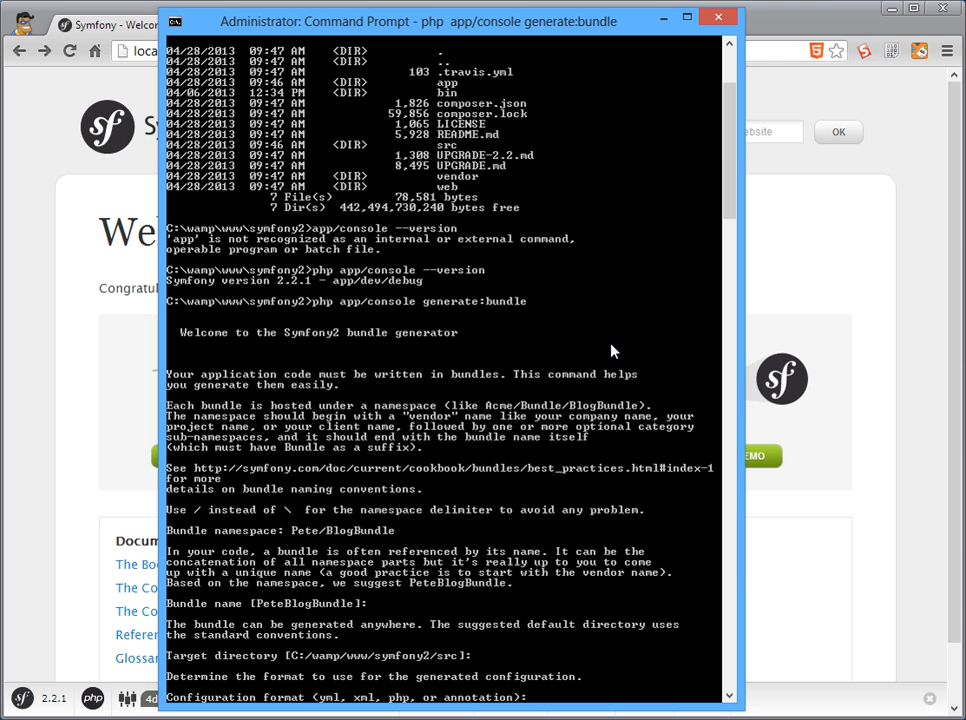 Administrator: Command Prompt - php  app/console generate:bundle
Symfony - Welcor
loca
04/28/2013  09:47 AM    <DIR>          .
04/28/2013  09:47 AM    <DIR>          ..
04/28/2013  09:47 AM               103 .travis.yml
04/28/2013  09:46 AM    <DIR>          app
04/06/2013  12:34 PM    <DIR>          bin
04/28/2013  09:47 AM             1,826 composer.json
04/28/2013  09:47 AM            59,856 composer.lock
04/28/2013  09:47 AM             1,065 LICENSE
04/28/2013  09:47 AM             5,928 README.md
04/28/2013  09:46 AM    <DIR>          src
04/28/2013  09:47 AM             1,308 UPGRADE-2.2.md
04/28/2013  09:47 AM             8,495 UPGRADE.md
04/28/2013  09:47 AM    <DIR>          vendor
04/28/2013  09:47 AM    <DIR>          web
7 File(s)         78,581 bytes
7 Dir(s)  442,494,730,240 bytes free
C:\wamp\www\symfony2>app/console --version
'app' is not recognized as an internal or external command,
operable program or batch file.
C:\wamp\www\symfony2>php app/console --version
Symfony version 2.2.1 - app/dev/debug
C:\wamp\www\symfony2>php app/console generate:bundle
Welcome to the Symfony2 bundle generator
Your application code must be written in bundles. This command helps
you generate them easily.
Each bundle is hosted under a namespace (like Acme/Bundle/BlogBundle).
The namespace should begin with a "vendor" name like your company name, your
project name, or your client name, followed by one or more optional category
sub-namespaces, and it should end with the bundle name itself
(which must have Bundle as a suffix).
See http://symfony.com/doc/current/cookbook/bundles/best_practices.html#index-1
for more
details on bundle naming conventions.
Use / instead of \  for the namespace delimiter to avoid any problem.
Bundle namespace: Pete/BlogBundle
In your code, a bundle is often referenced by its name. It can be the
concatenation of all namespace parts but it's really up to you to come
up with a unique name (a good practice is to start with the vendor name).
Based on the namespace, we suggest PeteBlogBundle.
Bundle name [PeteBlogBundle]:
The bundle can be generated anywhere. The suggested default directory uses
the standard conventions.
Target directory [C:/wamp/www/symfony2/src]:
Determine the format to use for the generated configuration.
Configuration format (yml, xml, php, or annotation):
sf Sy
ebsite OK
We
Congratul
sf
EMO
Docum
The Bo
The Co
The Co
Referen
Glossa
sf 2.2.1 php 4d